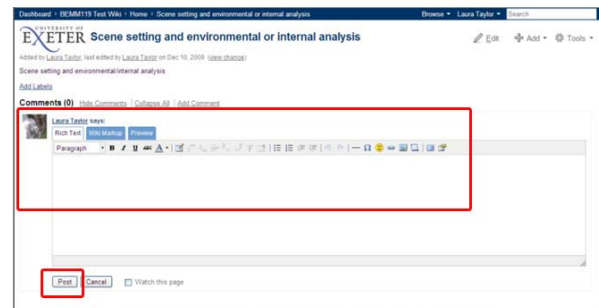 Dashboard › BEMM119 Test Wiki › Home › Scene setting and environmental or internal analysis Browse Laura Taylor Search
UNIVERSITY OF
EXETER Scene setting and environmental or internal analysis Edit Add Tools
Added by Laura Taylor, last edited by Laura Taylor on Dec 10, 2009 (view change)
Scene setting and environmental/internal analysis
Add Labels
Comments (0) Hide Comments | Collapse All | Add Comment
Laura Taylor says:
Rich Text Wiki Markup Preview
Paragraph B I U ABC A Ω
Post Cancel Watch this page